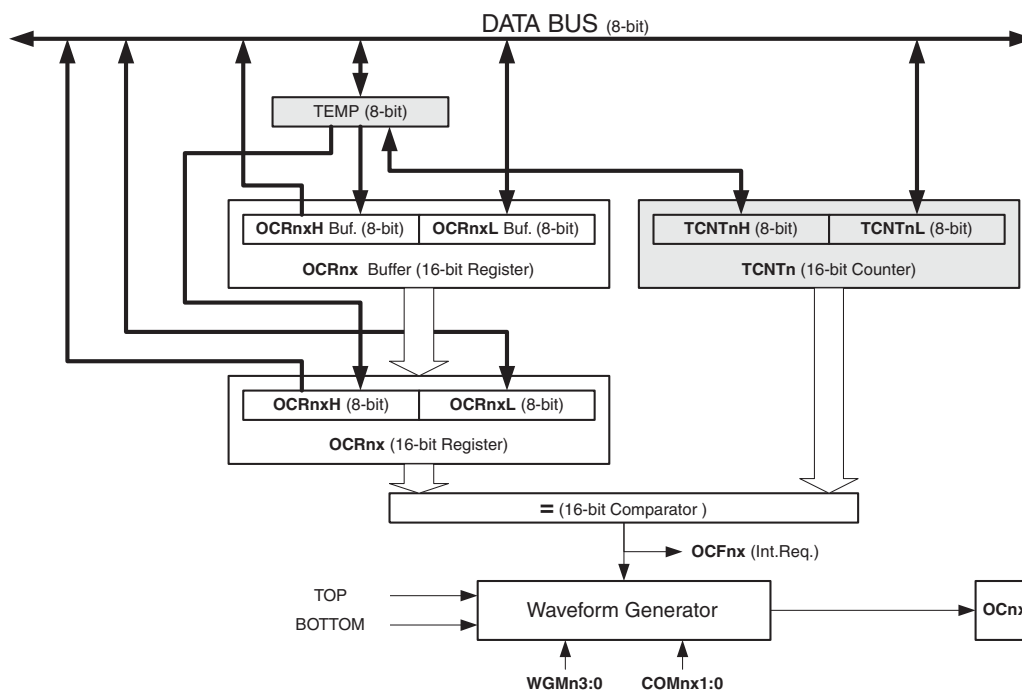 DATA BUS (8-bit)
TEMP (8-bit)
OCRnxH Buf. (8-bit) OCRnxL Buf. (8-bit)
TCNTnH (8-bit) TCNTnL (8-bit)
OCRnx Buffer (16-bit Register)
TCNTn (16-bit Counter)
OCRnxH (8-bit) OCRnxL (8-bit)
OCRnx (16-bit Register)
= (16-bit Comparator )
OCFnx (Int.Req.)
TOP
BOTTOM
Waveform Generator
OCnx
WGMn3:0 COMnx1:0